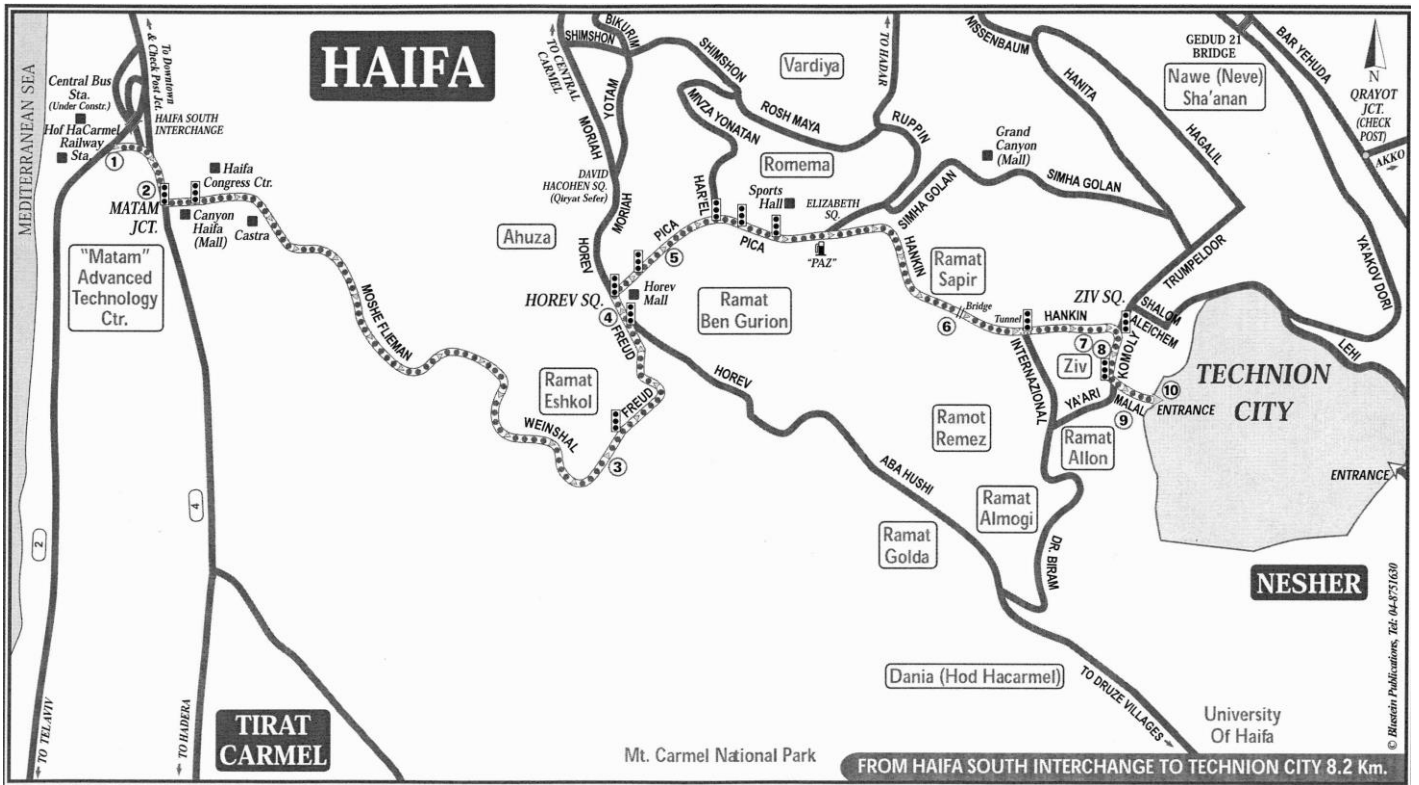 HAIFA
MEDITERRANEAN SEA
Central Bus
Sta.
(Under Constr.)
Hof HaCarmel
Railway
Sta.
To Downtown
& Check Post Jct.
HAIFA SOUTH
INTERCHANGE
1
2
MATAM
JCT.
Haifa
Congress Ctr.
Canyon
Haifa
(Mall)
Castra
"Matam"
Advanced
Technology
Ctr.
MOSHE FLIEMAN
WEINSHAL
Ramat
Eshkol
3
FREUD
FREUD
4
HOREV SQ.
Horev
Mall
HOREV
Ahuza
MORIAH
DAVID
HACOHEN SQ.
(Qiryat Sefer)
MORIAH
TO CENTRAL
CARMEL
SHIMSHON
BIKURIM
YOTAM
SHIMSHON
Vardiya
TO HADAR
ROSH MAYA
MIVZA YONATAN
RUPPIN
Romema
HAR'EL
Sports
Hall
PICA
5
PICA
ELIZABETH
SQ.
"PAZ"
SIMHA GOLAN
Grand
Canyon
(Mall)
SIMHA GOLAN
HANKIN
Ramat
Sapir
Ramat
Ben Gurion
6
Bridge
Tunnel
HANKIN
7
8
Ziv
ZIV SQ.
KOMOLY
SHALOM
ALEICHEM
TRUMPELDOR
HAGALIL
HANITA
NISSENBAUM
GEDUD 21
BRIDGE
Nawe (Neve)
Sha'anan
BAR YEHUDA
N
QRAYOT
JCT.
(CHECK
POST)
AKKO
YA'AKOV DORI
LEHI
TECHNION
CITY
10
ENTRANCE
MALAL
9
YA'ARI
INTERNAZIONAL
Ramot
Remez
Ramat
Allon
ENTRANCE
HOREV
ABA HUSHI
Ramat
Golda
Ramat
Almogi
DR. BIRAM
NESHER
Dania (Hod Hacarmel)
TO DRUZE VILLAGES
University
Of Haifa
Mt. Carmel National Park
2
4
TO TEL AVIV
TO HADERA
TIRAT
CARMEL
FROM HAIFA SOUTH INTERCHANGE TO TECHNION CITY 8.2 Km.
© Blustein Publications, Tel: 04-8751630